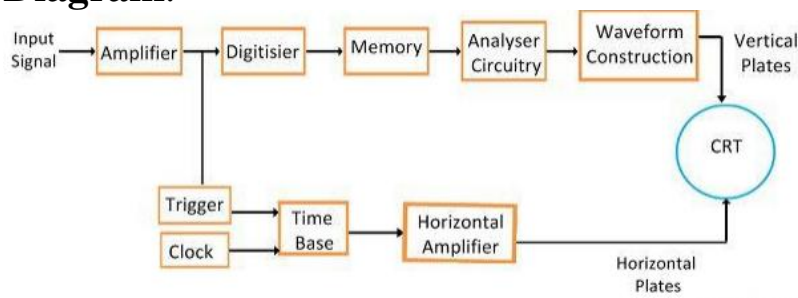 Diagram:
Input
Signal
Amplifier
Digitisier
Memory
Analyser
Circuitry
Waveform
Construction
Vertical
Plates
CRT
Trigger
Clock
Time
Base
Horizontal
Amplifier
Horizontal
Plates